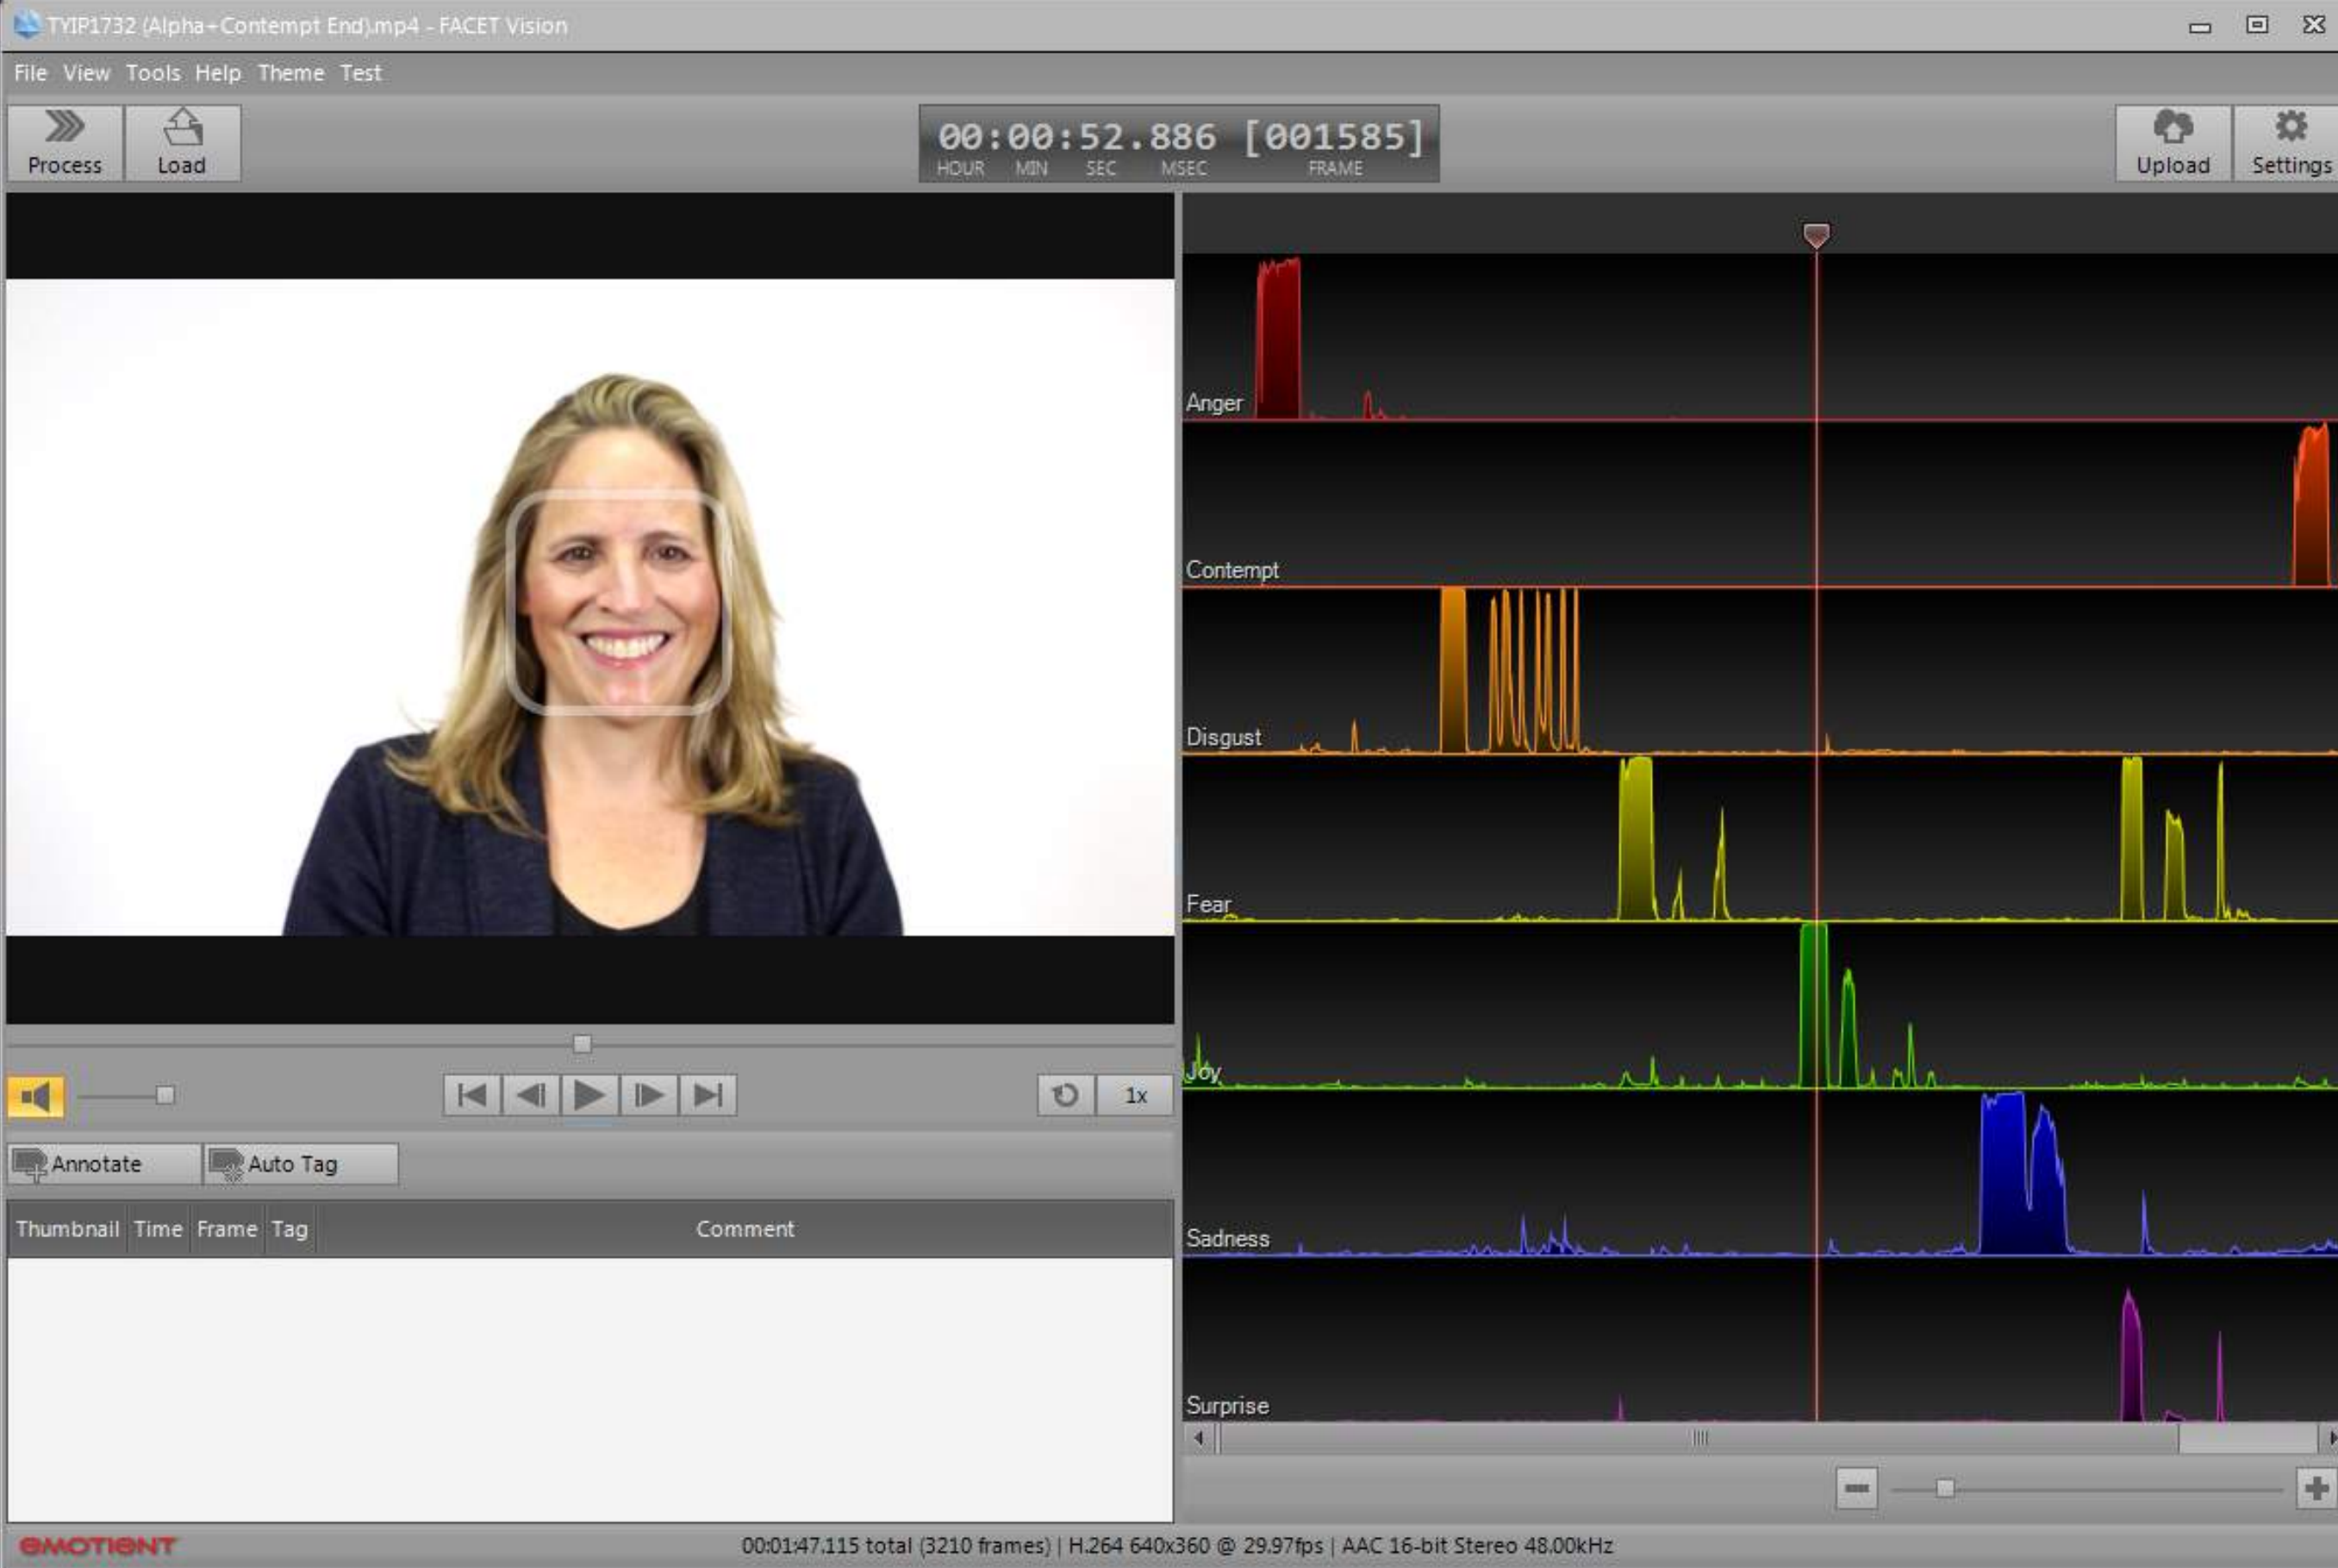 TYIP1732 (Alpha+Contempt End).mp4 - FACET Vision
File View Tools Help Theme Test
Process Load
00:00:52.886 [001585]
HOUR MIN SEC MSEC FRAME
Upload Settings
Anger
Contempt
Disgust
Fear
Joy
Sadness
Surprise
1x
Annotate Auto Tag
Thumbnail Time Frame Tag Comment
EMOTIENT
00:01:47.115 total (3210 frames) | H.264 640x360 @ 29.97fps | AAC 16-bit Stereo 48.00kHz